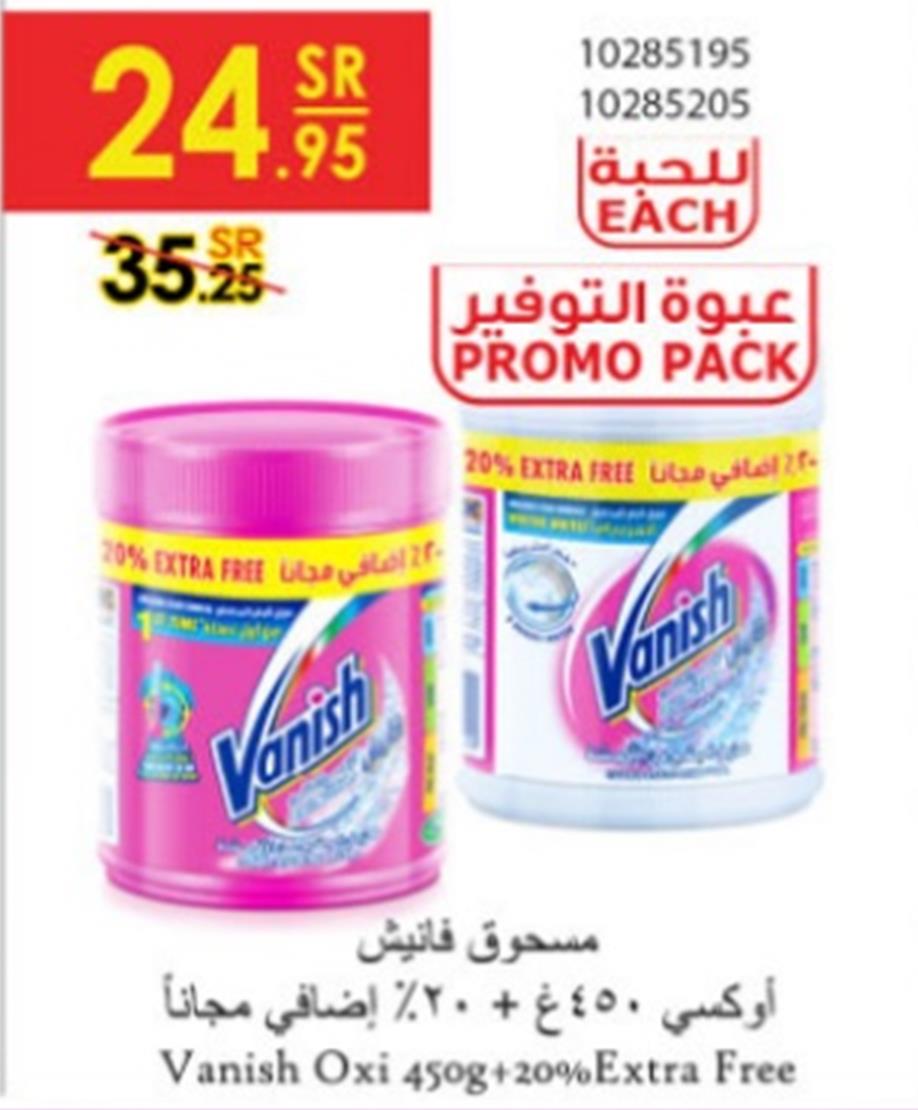 24.95 SR
35.25 SR
10285195
10285205
للحبة
EACH
عبوة التوفير
PROMO PACK
20% EXTRA FREE إضافي مجانا
Vanish
20% EXTRA FREE إضافي مجانا ٪٢٠
Vanish
مسحوق فانيش
أوكسي ٤٥٠غ + ٢٠٪ إضافي مجاناً
Vanish Oxi 450g+20%Extra Free